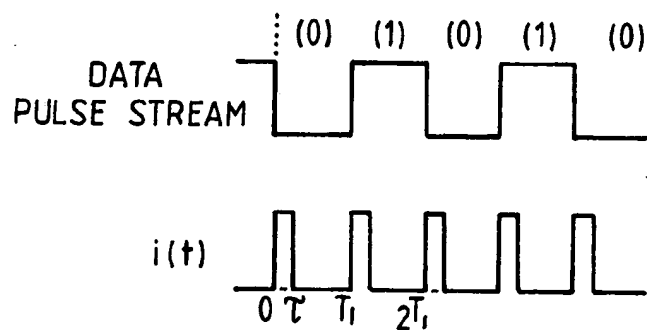 (0) (1) (0) (1) (0)
DATA
PULSE STREAM
i(t)
0 τ T₁ 2T₁